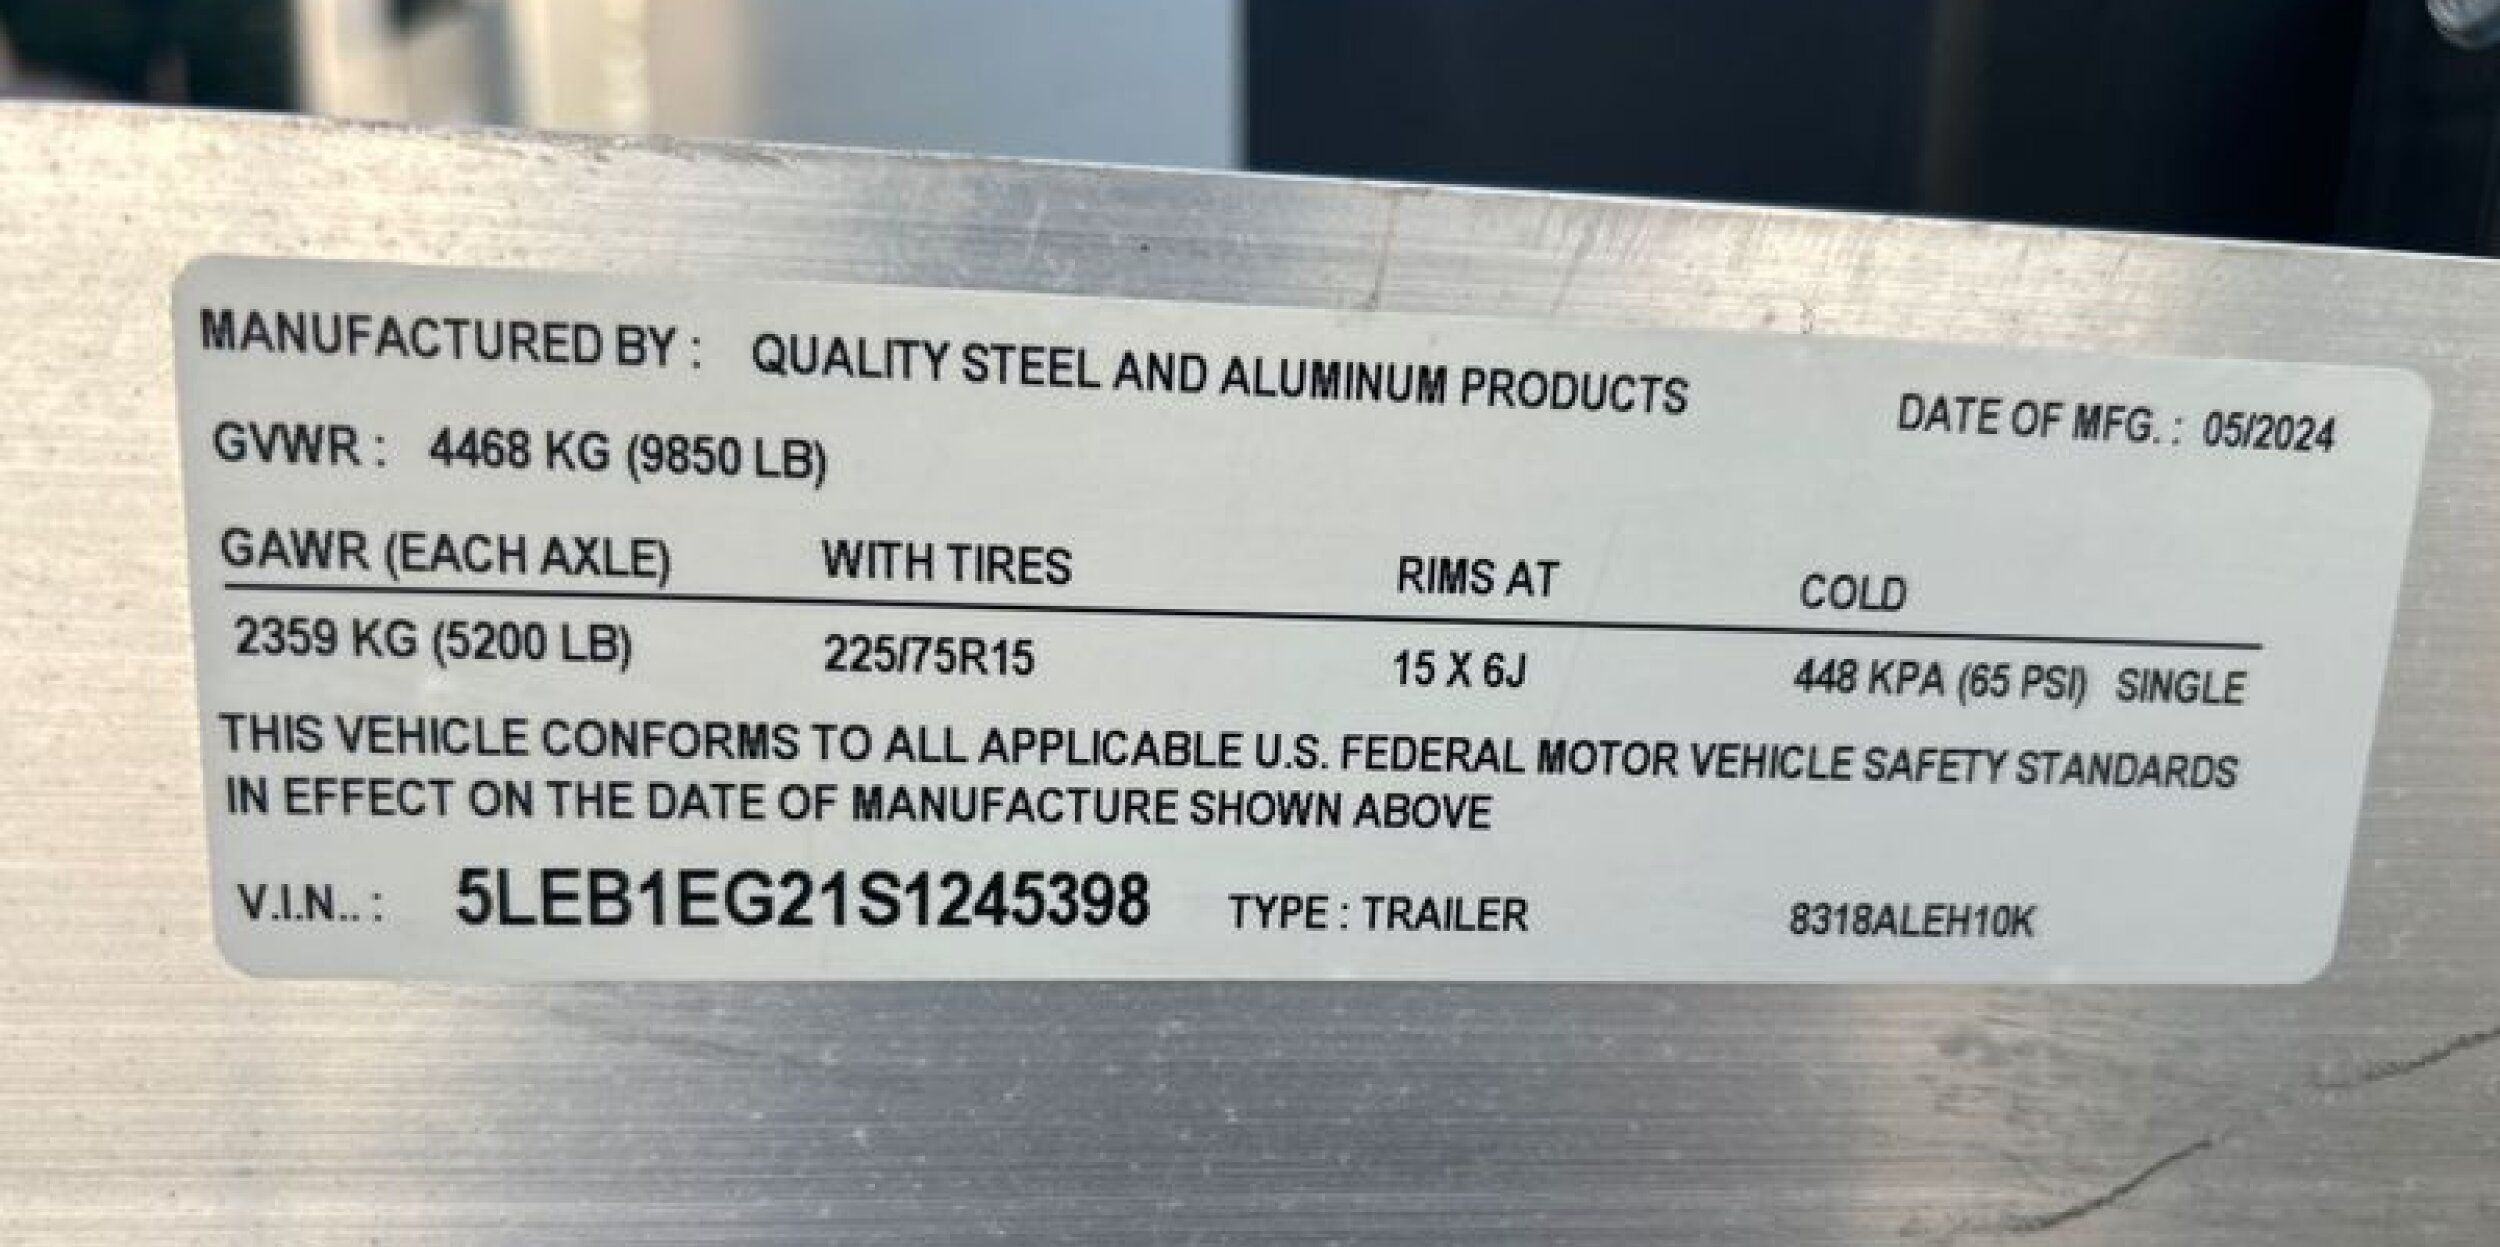 MANUFACTURED BY : QUALITY STEEL AND ALUMINUM PRODUCTS DATE OF MFG. : 05/2024
GVWR : 4468 KG (9850 LB)
GAWR (EACH AXLE) WITH TIRES RIMS AT COLD
2359 KG (5200 LB) 225/75R15 15 X 6J 448 KPA (65 PSI) SINGLE
THIS VEHICLE CONFORMS TO ALL APPLICABLE U.S. FEDERAL MOTOR VEHICLE SAFETY STANDARDS
IN EFFECT ON THE DATE OF MANUFACTURE SHOWN ABOVE
V.I.N.. : 5LEB1EG21S1245398 TYPE : TRAILER 8318ALEH10K